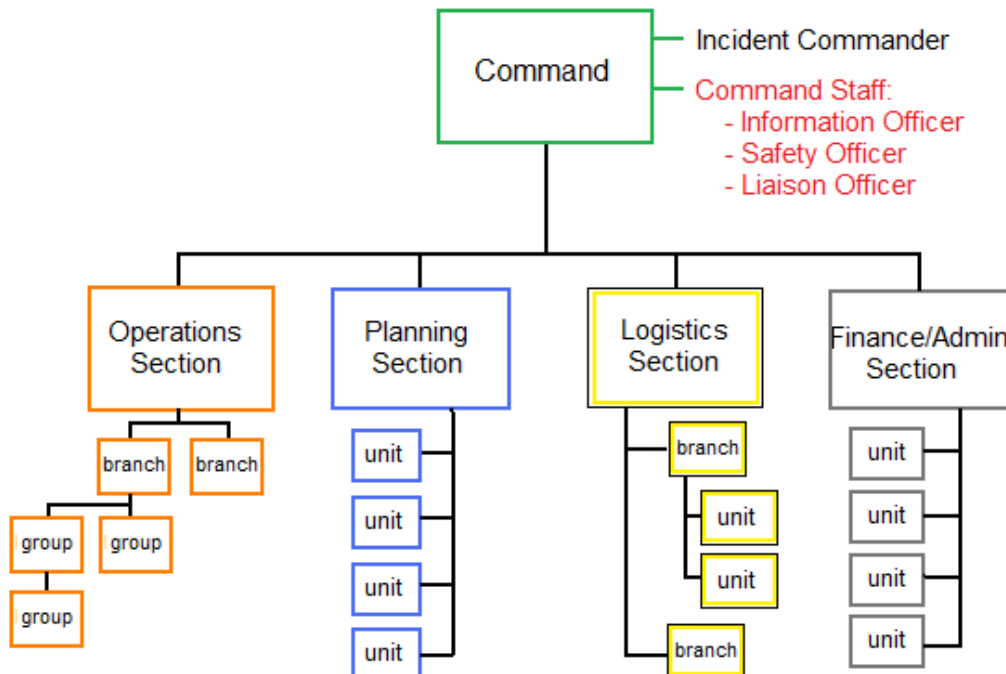 Command
Incident Commander
Command Staff:
- Information Officer
- Safety Officer
- Liaison Officer
Operations
Section
Planning
Section
Logistics
Section
Finance/Admin
Section
branch
branch
group
group
group
unit
unit
unit
unit
branch
unit
unit
branch
unit
unit
unit
unit